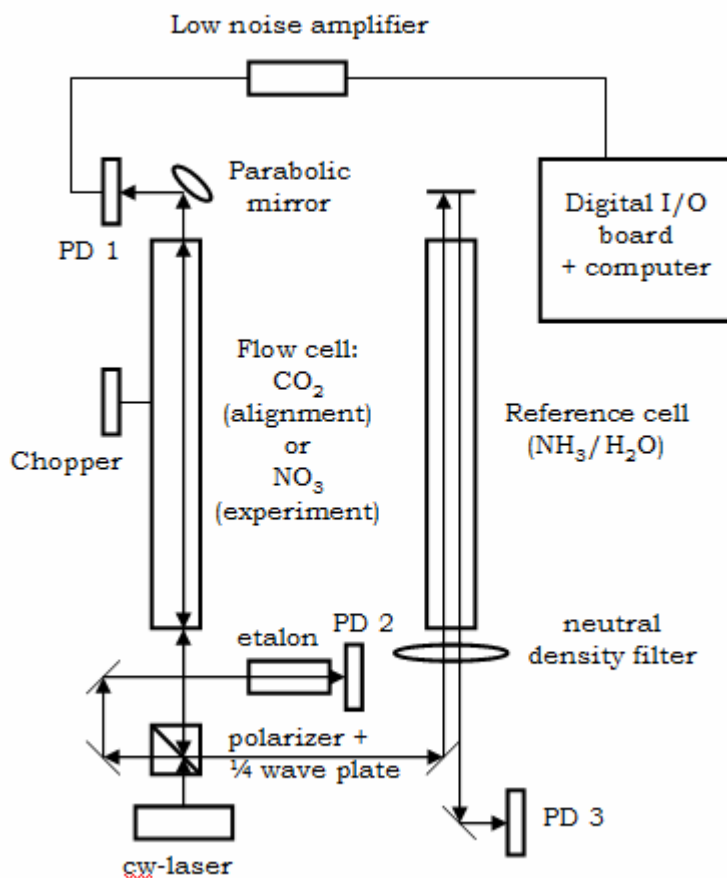 Low noise amplifier
Parabolic
mirror
PD 1
Digital I/O
board
+ computer
Flow cell:
CO₂
(alignment)
or
NO₃
(experiment)
Reference cell
(NH₃/H₂O)
Chopper
etalon
PD 2
neutral
density filter
polarizer +
¼ wave plate
PD 3
cw-laser